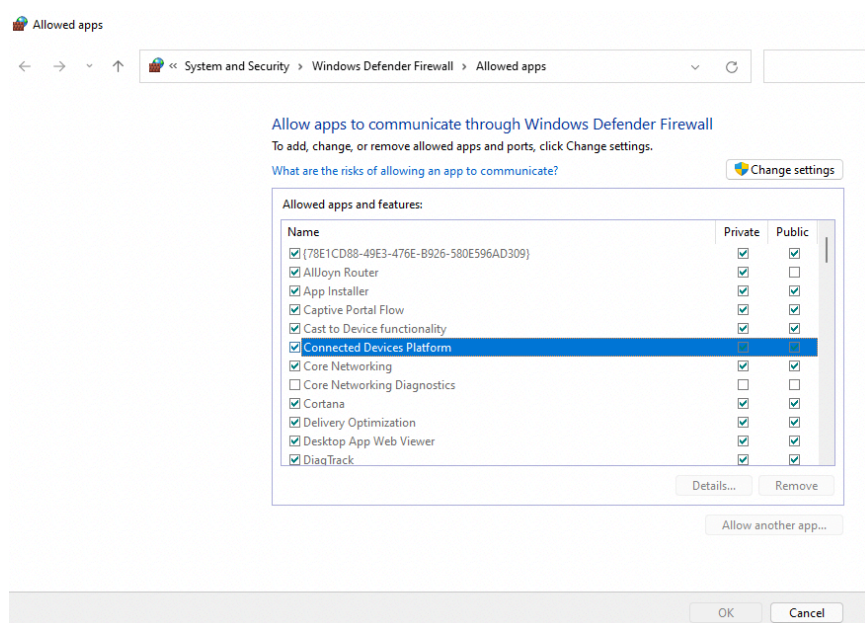 Allowed apps
« System and Security › Windows Defender Firewall › Allowed apps
Allow apps to communicate through Windows Defender Firewall
To add, change, or remove allowed apps and ports, click Change settings.
What are the risks of allowing an app to communicate? Change settings
Allowed apps and features:
Name Private Public
{78E1CD88-49E3-476E-B926-580E596AD309}
AllJoyn Router
App Installer
Captive Portal Flow
Cast to Device functionality
Connected Devices Platform
Core Networking
Core Networking Diagnostics
Cortana
Delivery Optimization
Desktop App Web Viewer
DiagTrack
Details... Remove
Allow another app...
OK Cancel